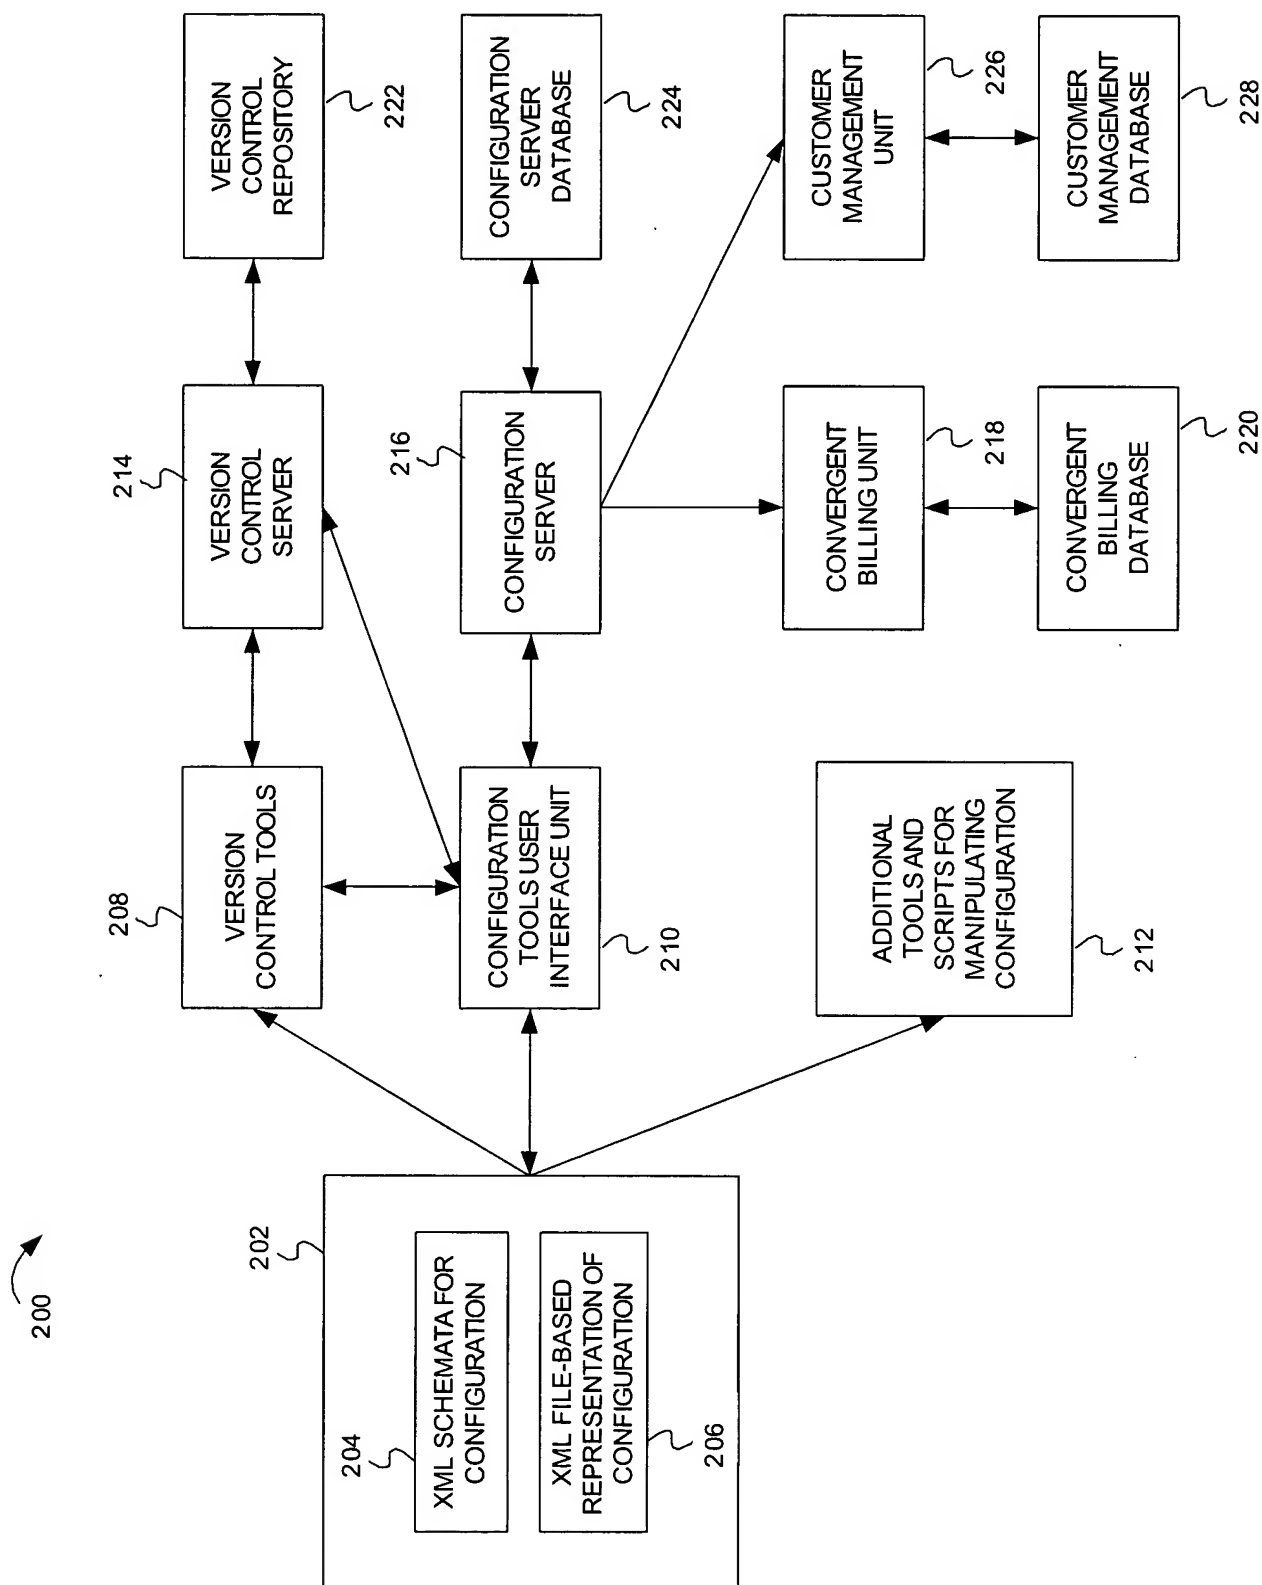 200
202
204
XML SCHEMATA FOR
CONFIGURATION
XML FILE-BASED
REPRESENTATION OF
CONFIGURATION
206
208
VERSION
CONTROL TOOLS
CONFIGURATION
TOOLS USER
INTERFACE UNIT
210
ADDITIONAL
TOOLS AND
SCRIPTS FOR
MANIPULATING
CONFIGURATION
212
214
VERSION
CONTROL
SERVER
216
CONFIGURATION
SERVER
CONVERGENT
BILLING UNIT
218
CONVERGENT
BILLING
DATABASE
220
VERSION
CONTROL
REPOSITORY
222
CONFIGURATION
SERVER
DATABASE
224
CUSTOMER
MANAGEMENT
UNIT
226
CUSTOMER
MANAGEMENT
DATABASE
228